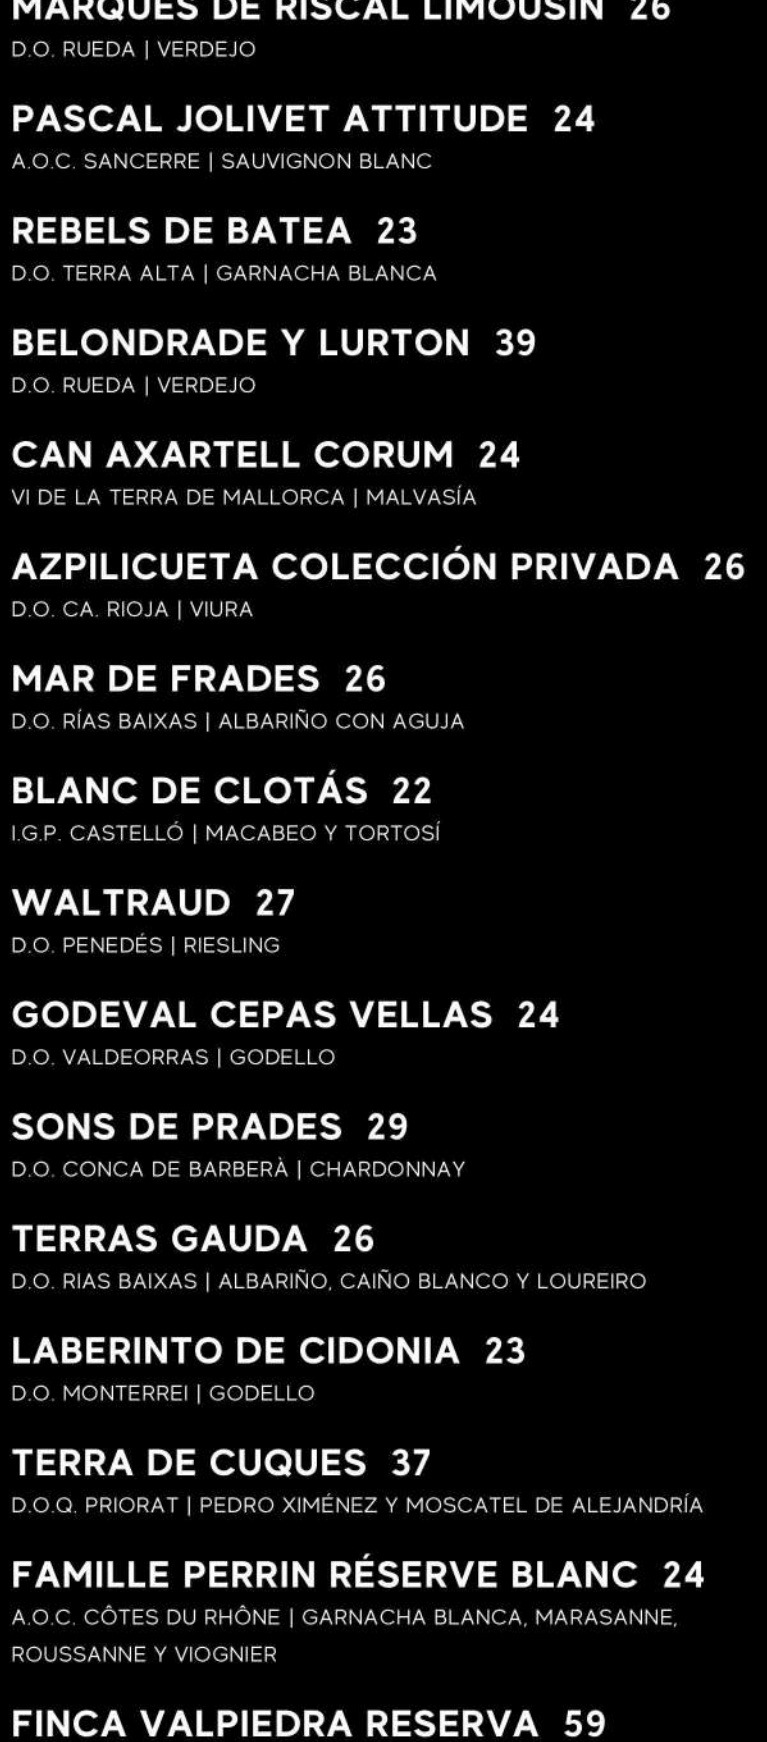 MARQUÉS DE RISCAL LIMOUSIN 26
D.O. RUEDA | VERDEJO
PASCAL JOLIVET ATTITUDE 24
A.O.C. SANCERRE | SAUVIGNON BLANC
REBELS DE BATEA 23
D.O. TERRA ALTA | GARNACHA BLANCA
BELONDRADE Y LURTON 39
D.O. RUEDA | VERDEJO
CAN AXARTELL CORUM 24
VI DE LA TERRA DE MALLORCA | MALVASÍA
AZPILICUETA COLECCIÓN PRIVADA 26
D.O. CA. RIOJA | VIURA
MAR DE FRADES 26
D.O. RÍAS BAIXAS | ALBARIÑO CON AGUJA
BLANC DE CLOTÁS 22
I.G.P. CASTELLÓ | MACABEO Y TORTOSÍ
WALTRAUD 27
D.O. PENEDÉS | RIESLING
GODEVAL CEPAS VELLAS 24
D.O. VALDEORRAS | GODELLO
SONS DE PRADES 29
D.O. CONCA DE BARBERÀ | CHARDONNAY
TERRAS GAUDA 26
D.O. RIAS BAIXAS | ALBARIÑO, CAIÑO BLANCO Y LOUREIRO
LABERINTO DE CIDONIA 23
D.O. MONTERREI | GODELLO
TERRA DE CUQUES 37
D.O.Q. PRIORAT | PEDRO XIMÉNEZ Y MOSCATEL DE ALEJANDRÍA
FAMILLE PERRIN RÉSERVE BLANC 24
A.O.C. CÔTES DU RHÔNE | GARNACHA BLANCA, MARASANNE,
ROUSSANNE Y VIOGNIER
FINCA VALPIEDRA RESERVA 59